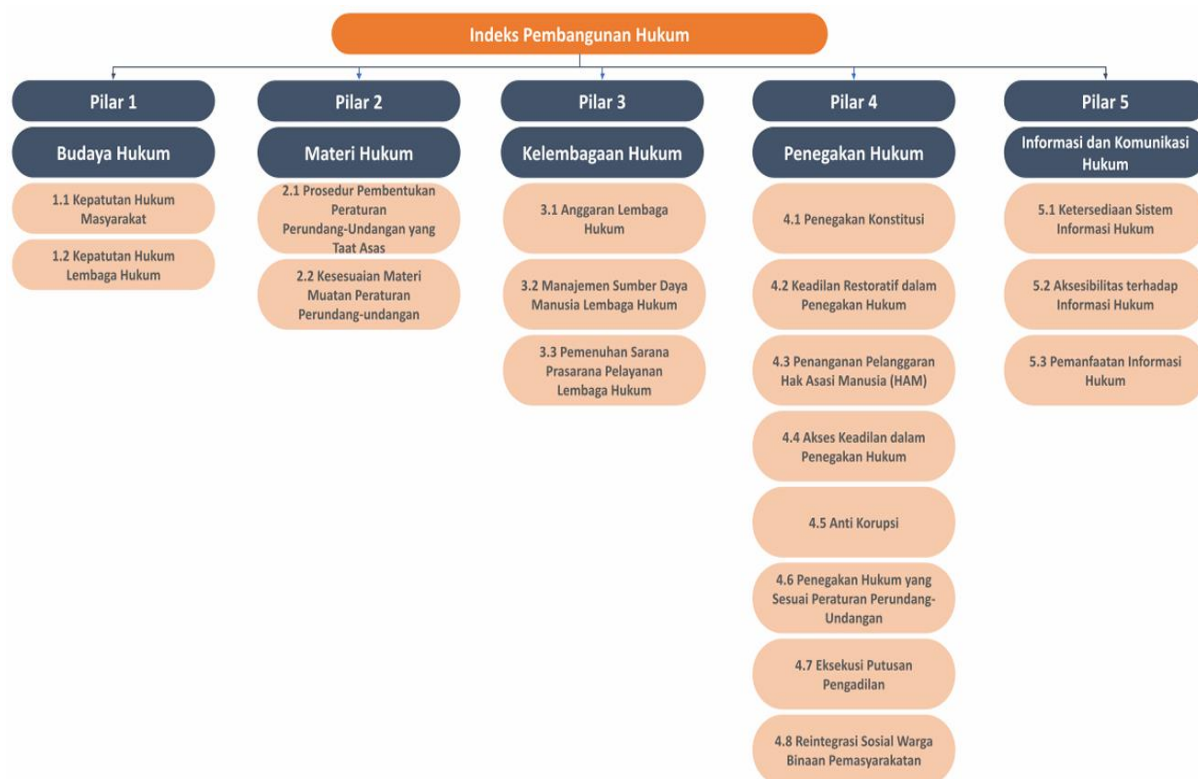 Indeks Pembangunan Hukum
Pilar 1
Budaya Hukum
1.1 Kepatutan Hukum
Masyarakat
1.2 Kepatutan Hukum
Lembaga Hukum
Pilar 2
Materi Hukum
2.1 Prosedur Pembentukan
Peraturan
Perundang-Undangan yang
Taat Asas
2.2 Kesesuaian Materi
Muatan Peraturan
Perundang-undangan
Pilar 3
Kelembagaan Hukum
3.1 Anggaran Lembaga
Hukum
3.2 Manajemen Sumber Daya
Manusia Lembaga Hukum
3.3 Pemenuhan Sarana
Prasarana Pelayanan
Lembaga Hukum
Pilar 4
Penegakan Hukum
4.1 Penegakan Konstitusi
4.2 Keadilan Restoratif dalam
Penegakan Hukum
4.3 Penanganan Pelanggaran
Hak Asasi Manusia (HAM)
4.4 Akses Keadilan dalam
Penegakan Hukum
4.5 Anti Korupsi
4.6 Penegakan Hukum yang
Sesuai Peraturan Perundang-
Undangan
4.7 Eksekusi Putusan
Pengadilan
4.8 Reintegrasi Sosial Warga
Binaan Pemasyarakatan
Pilar 5
Informasi dan Komunikasi
Hukum
5.1 Ketersediaan Sistem
Informasi Hukum
5.2 Aksesibilitas terhadap
Informasi Hukum
5.3 Pemanfaatan Informasi
Hukum